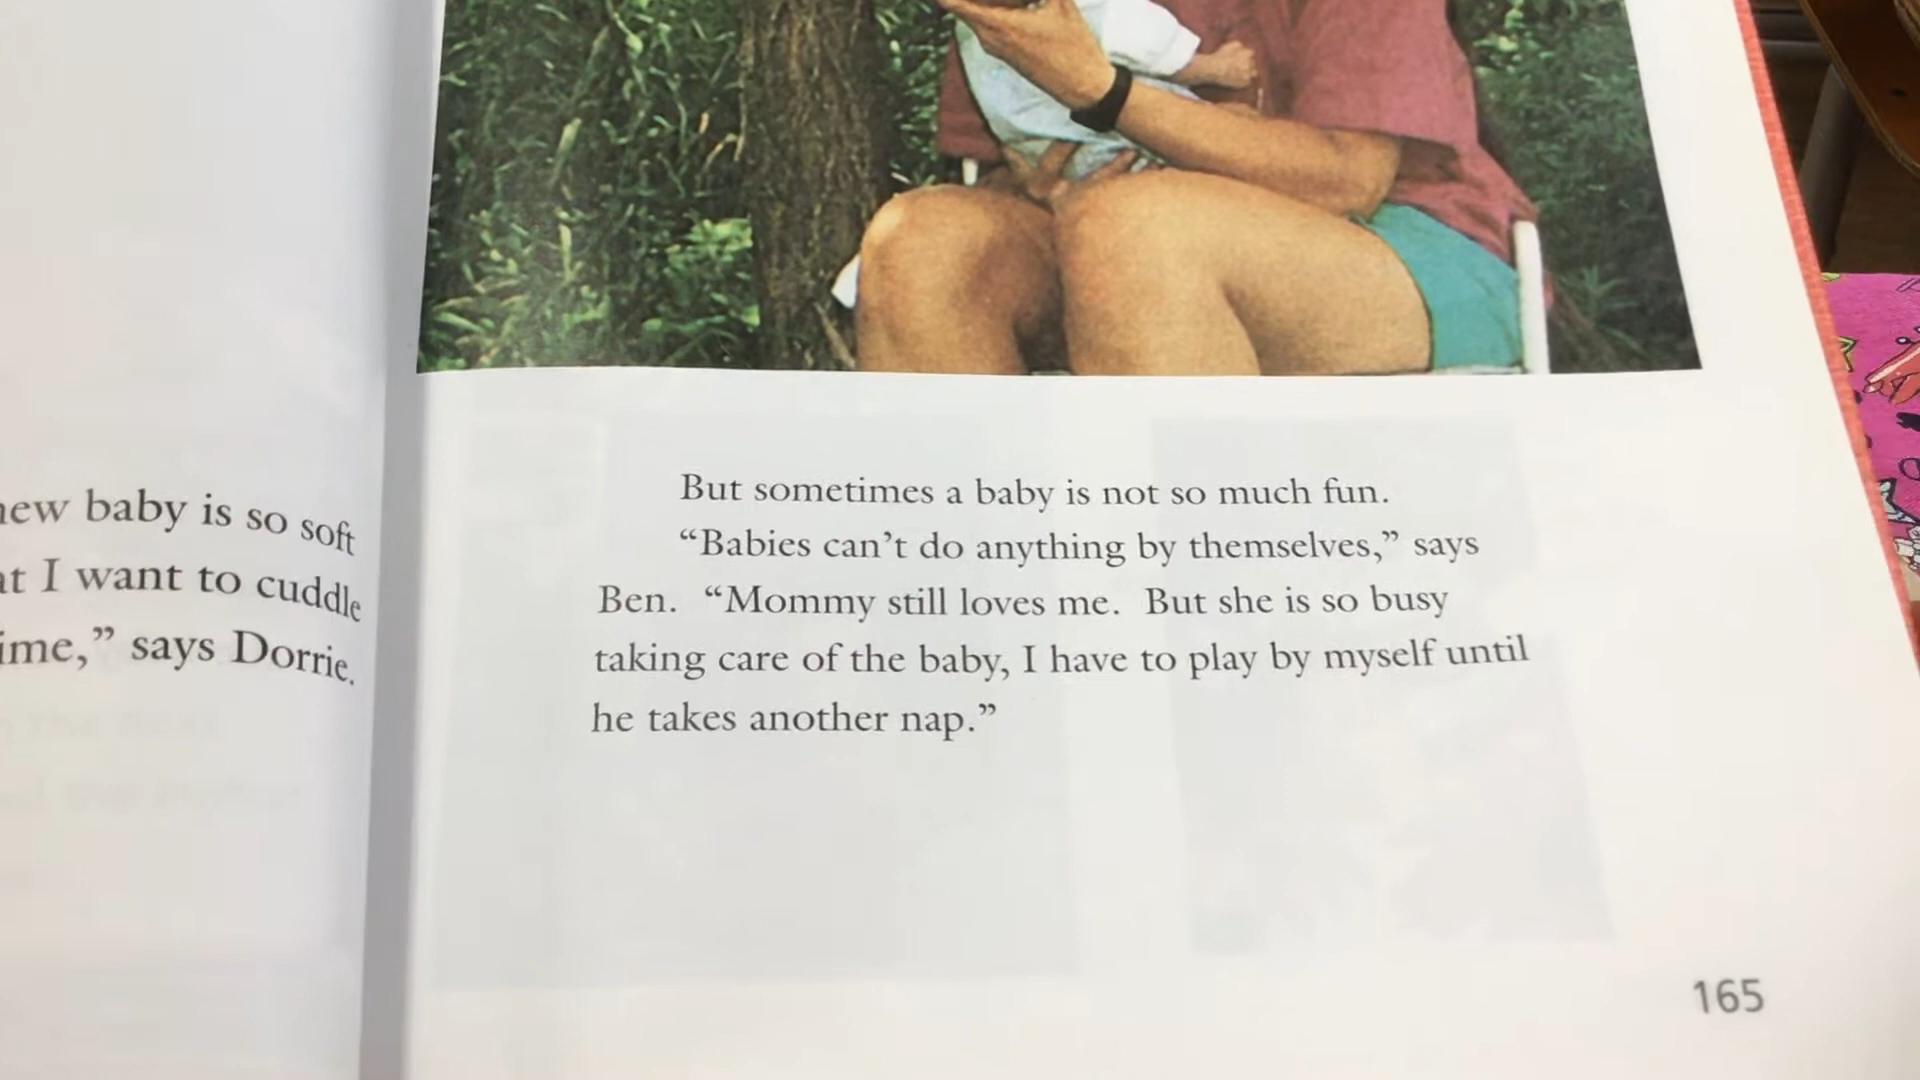 new baby is so soft
at I want to cuddle
ime,” says Dorrie.
But sometimes a baby is not so much fun.
“Babies can’t do anything by themselves,” says
Ben. “Mommy still loves me. But she is so busy
taking care of the baby, I have to play by myself until
he takes another nap.”
165